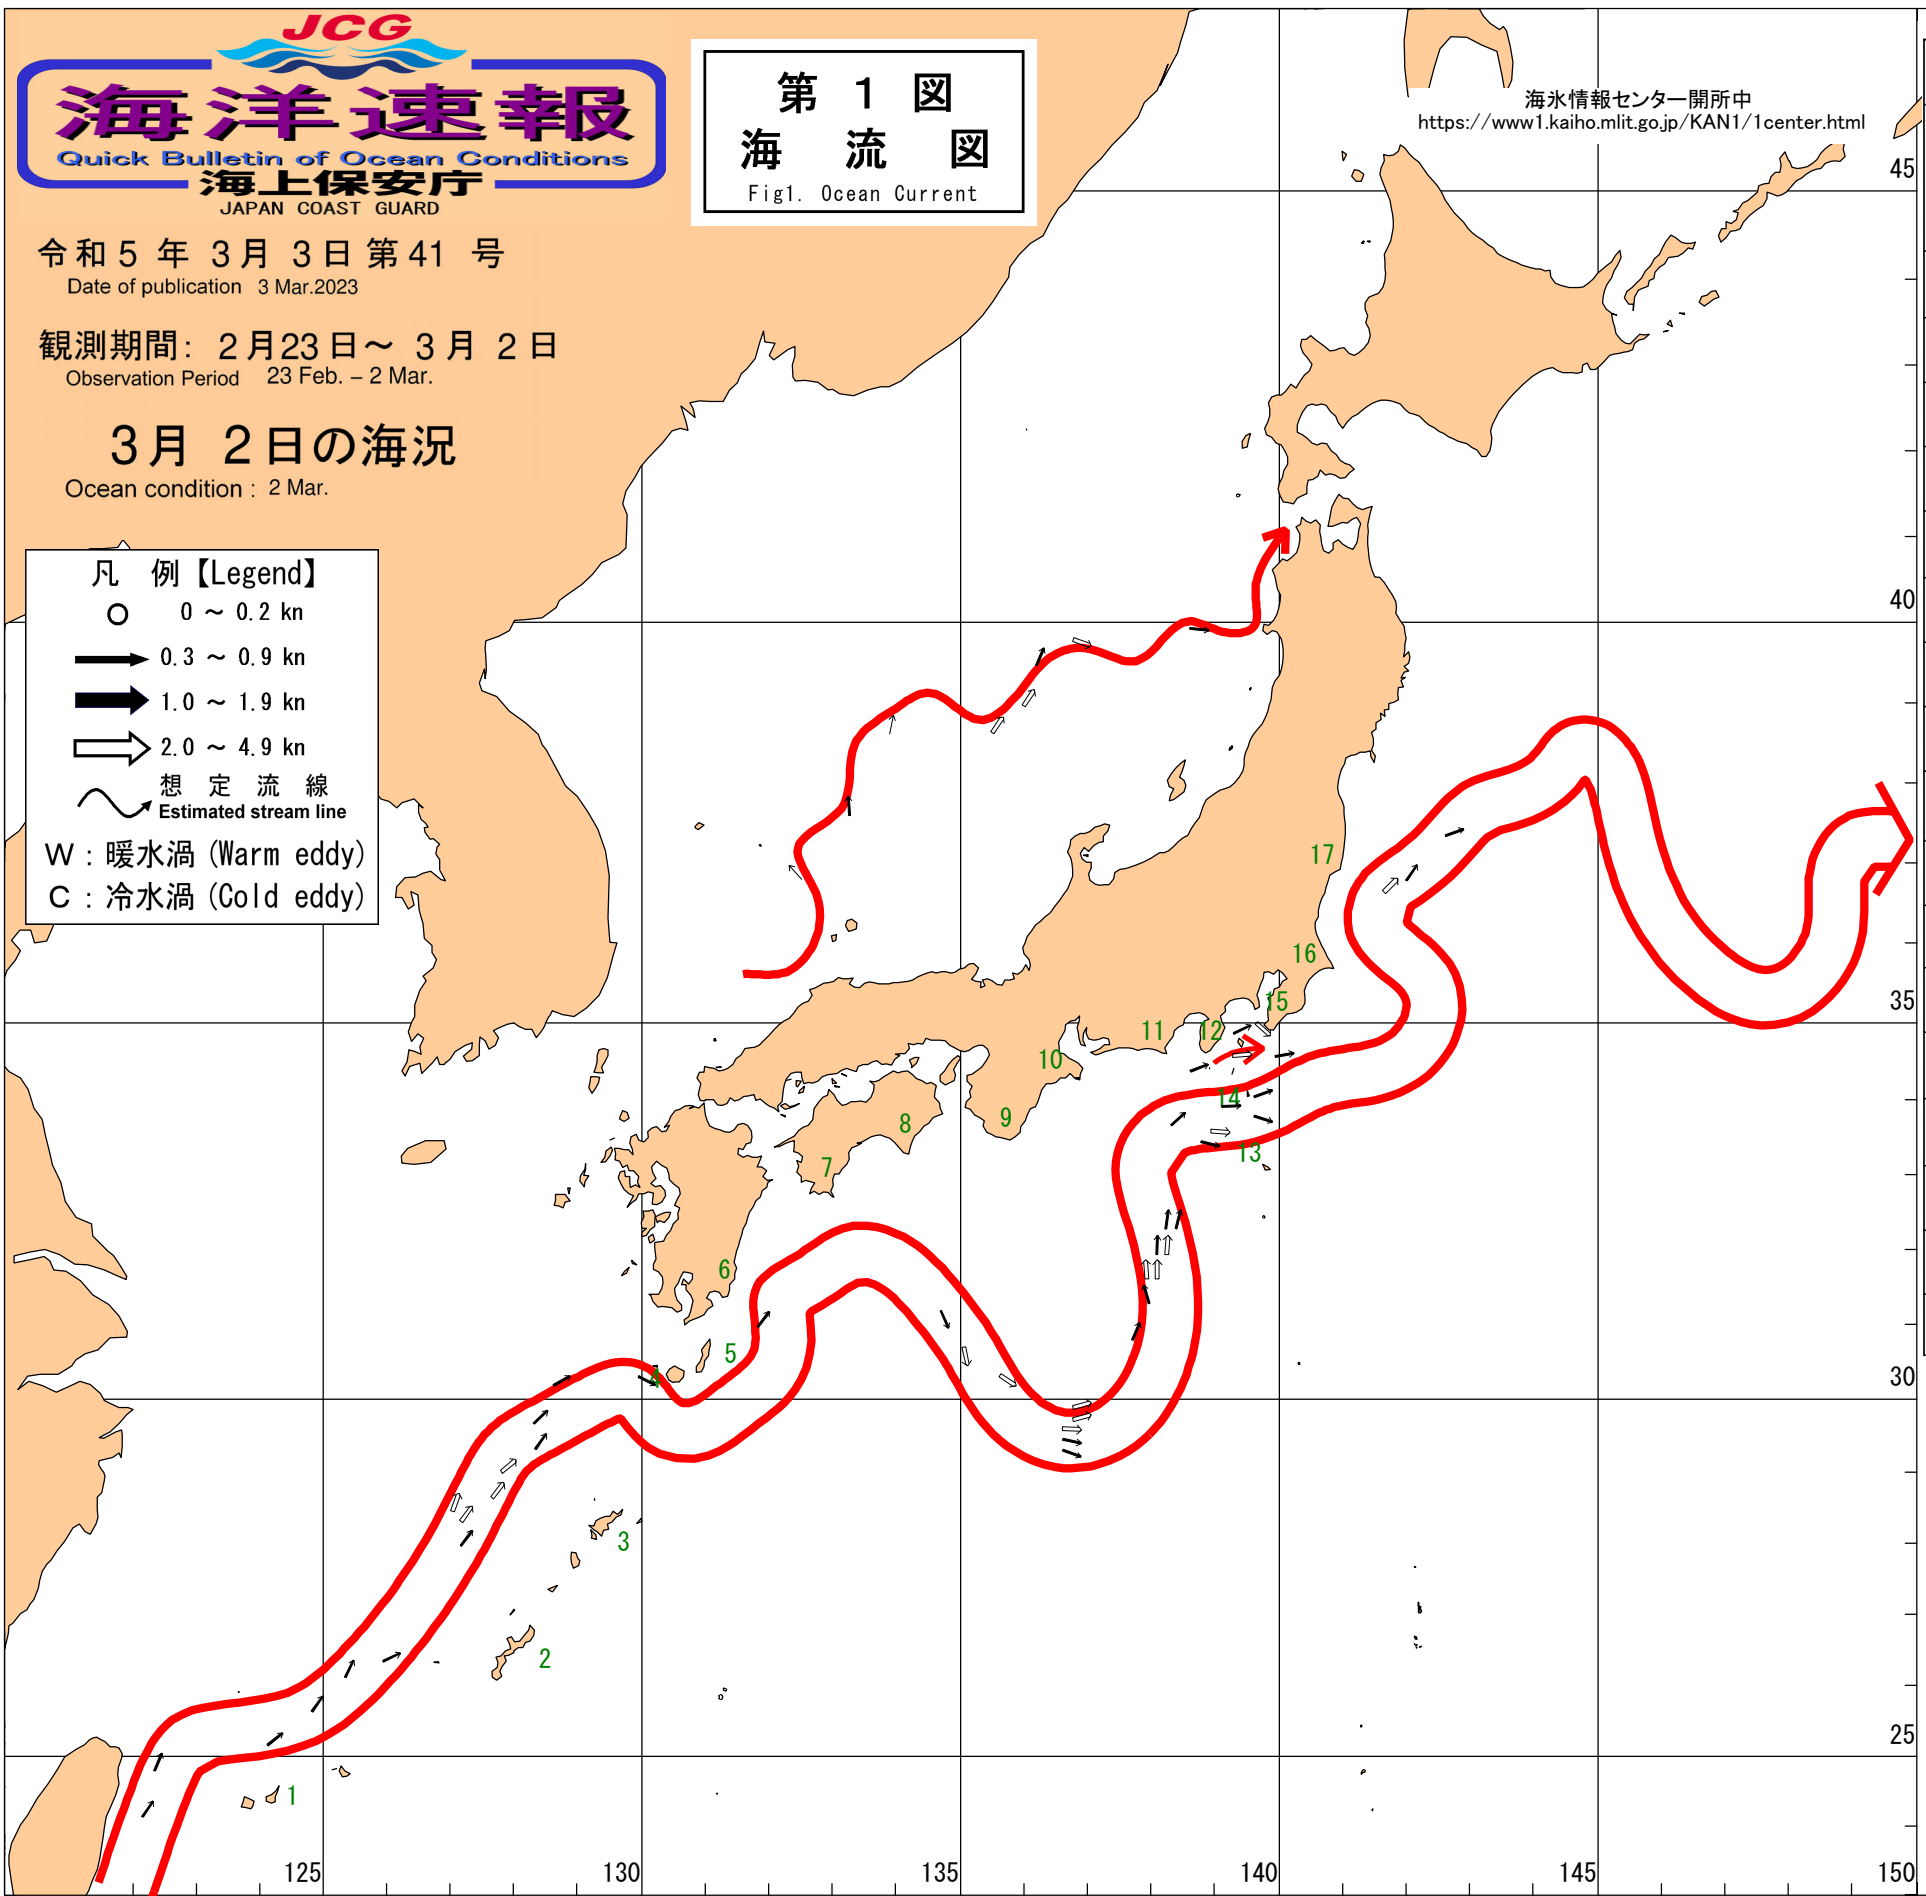 JCG
海洋速報
Quick Bulletin of Ocean Conditions
海上保安庁
JAPAN COAST GUARD
令和5 年 3月 3日 第41 号
Date of publication 3 Mar.2023
観測期間: 2月23日～ 3月 2日
Observation Period 23 Feb. – 2 Mar.
3月 2日の海況
Ocean condition : 2 Mar.
第 1 図
海 流 図
Fig1. Ocean Current
海氷情報センター開所中
https://www1.kaiho.mlit.go.jp/KAN1/1center.html
凡 例【Legend】
0 ～ 0.2 kn
0.3 ～ 0.9 kn
1.0 ～ 1.9 kn
2.0 ～ 4.9 kn
想 定 流 線
Estimated stream line
W : 暖水渦 (Warm eddy)
C : 冷水渦 (Cold eddy)
45
40
17
16
35
15
12
11
10
14
9
8
13
7
6
5
4
30
3
2
25
1
125
130
135
140
145
150